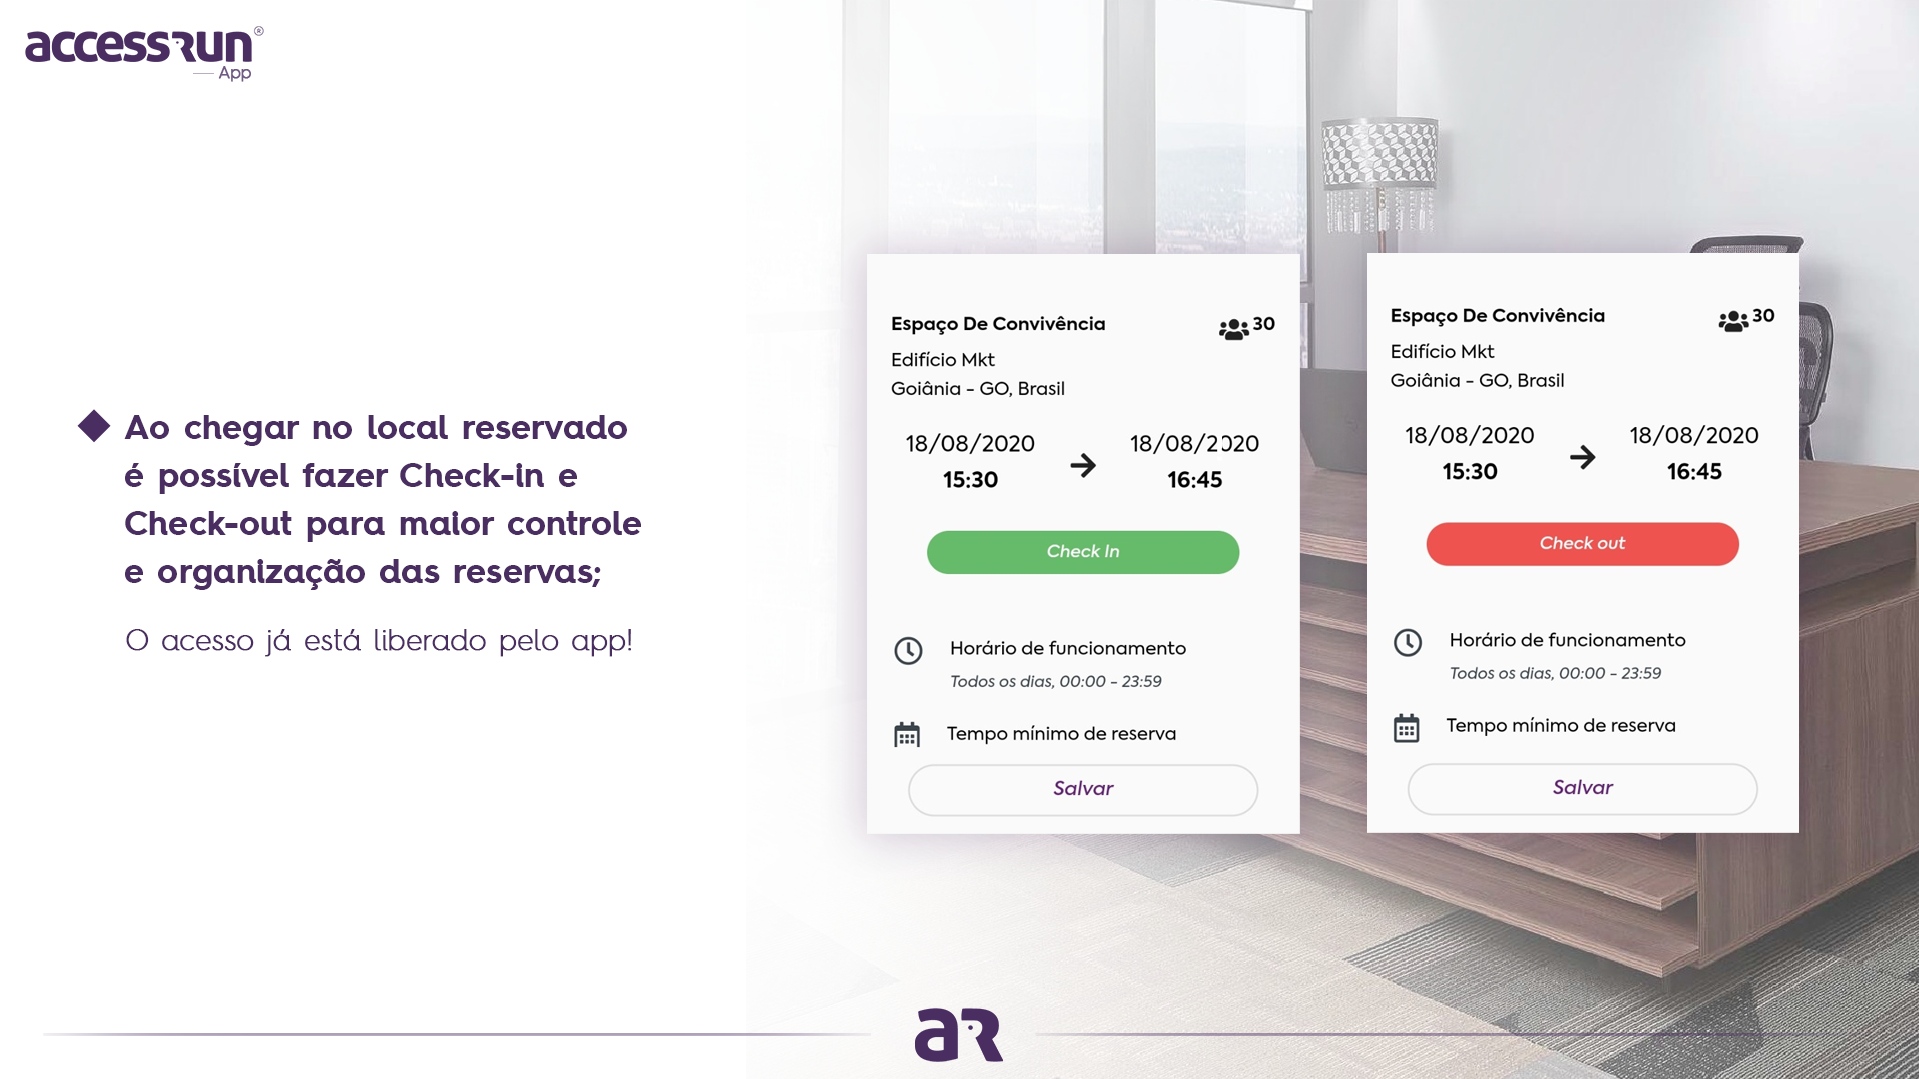 accessRun®
App
Ao chegar no local reservado
é possível fazer Check-in e
Check-out para maior controle
e organização das reservas;
O acesso já está liberado pelo app!
Espaço De Convivência
30
Edifício Mkt
Goiânia - GO, Brasil
18/08/2020
18/08/2020
15:30
16:45
Check In
Horário de funcionamento
Todos os dias, 00:00 - 23:59
Tempo mínimo de reserva
Salvar
Espaço De Convivência
30
Edifício Mkt
Goiânia - GO, Brasil
18/08/2020
18/08/2020
15:30
16:45
Check out
Horário de funcionamento
Todos os dias, 00:00 - 23:59
Tempo mínimo de reserva
Salvar
aR